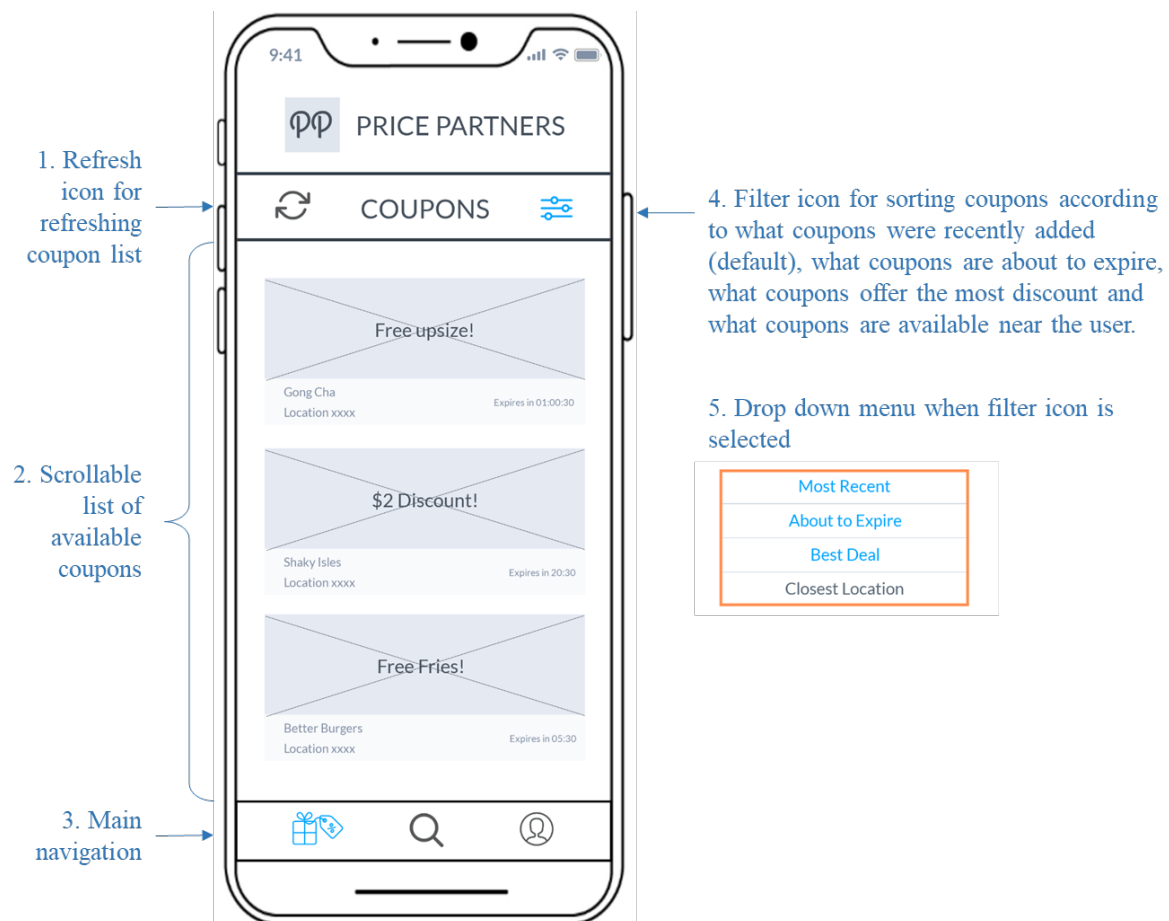 9:41
PP PRICE PARTNERS
1. Refresh
icon for
refreshing
coupon list
COUPONS
4. Filter icon for sorting coupons according
to what coupons were recently added
(default), what coupons are about to expire,
what coupons offer the most discount and
what coupons are available near the user.
Free upsize!
Gong Cha
Location xxxx
Expires in 01:00:30
5. Drop down menu when filter icon is
selected
Most Recent
About to Expire
Best Deal
Closest Location
2. Scrollable
list of
available
coupons
$2 Discount!
Shaky Isles
Location xxxx
Expires in 20:30
Free Fries!
Better Burgers
Location xxxx
Expires in 05:30
3. Main
navigation
%